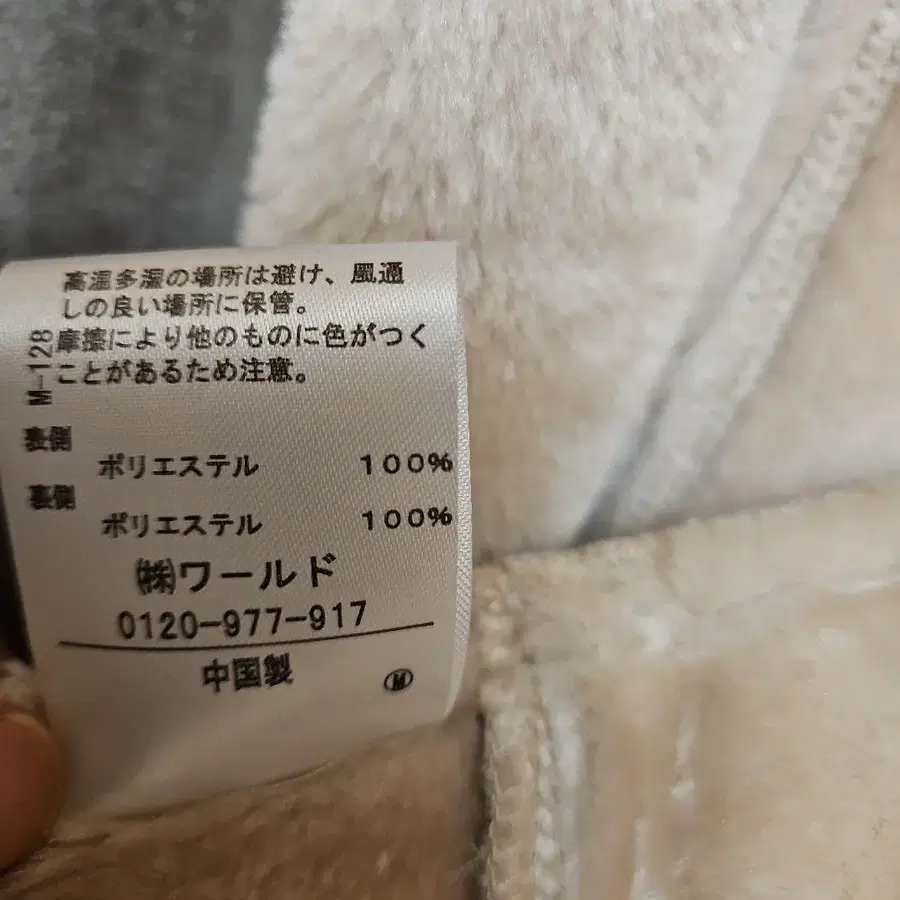 高温多湿の場所は避け、風通
しの良い場所に保管。
摩擦により他のものに色がつく
ことがあるため注意。
M-128
表側
ポリエステル 100%
裏側
ポリエステル 100%
㈱ワールド
0120-977-917
中国製
Ⓜ